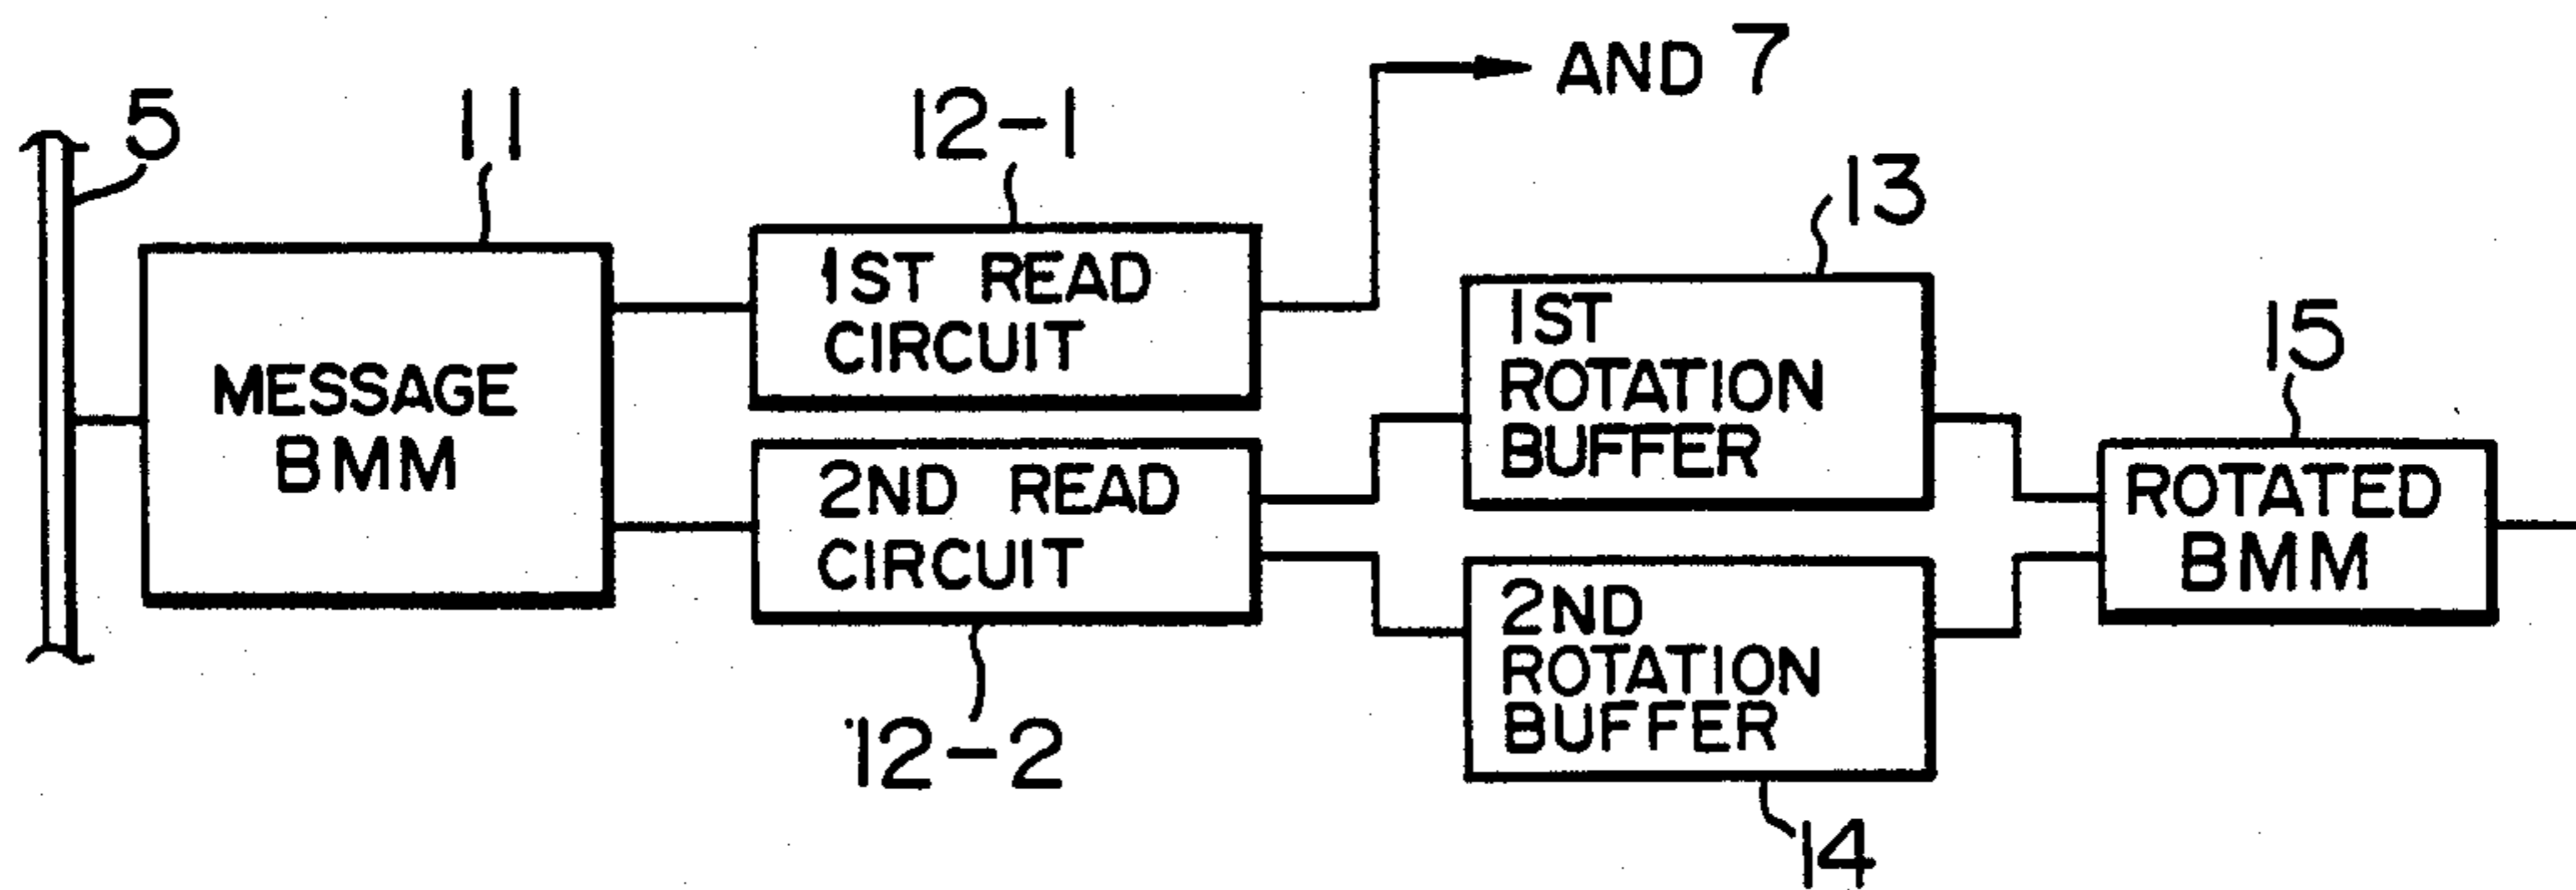 5
11
12-1
AND 7
13
15
MESSAGE
BMM
1ST READ
CIRCUIT
2ND READ
CIRCUIT
12-2
1ST
ROTATION
BUFFER
2ND
ROTATION
BUFFER
14
ROTATED
BMM